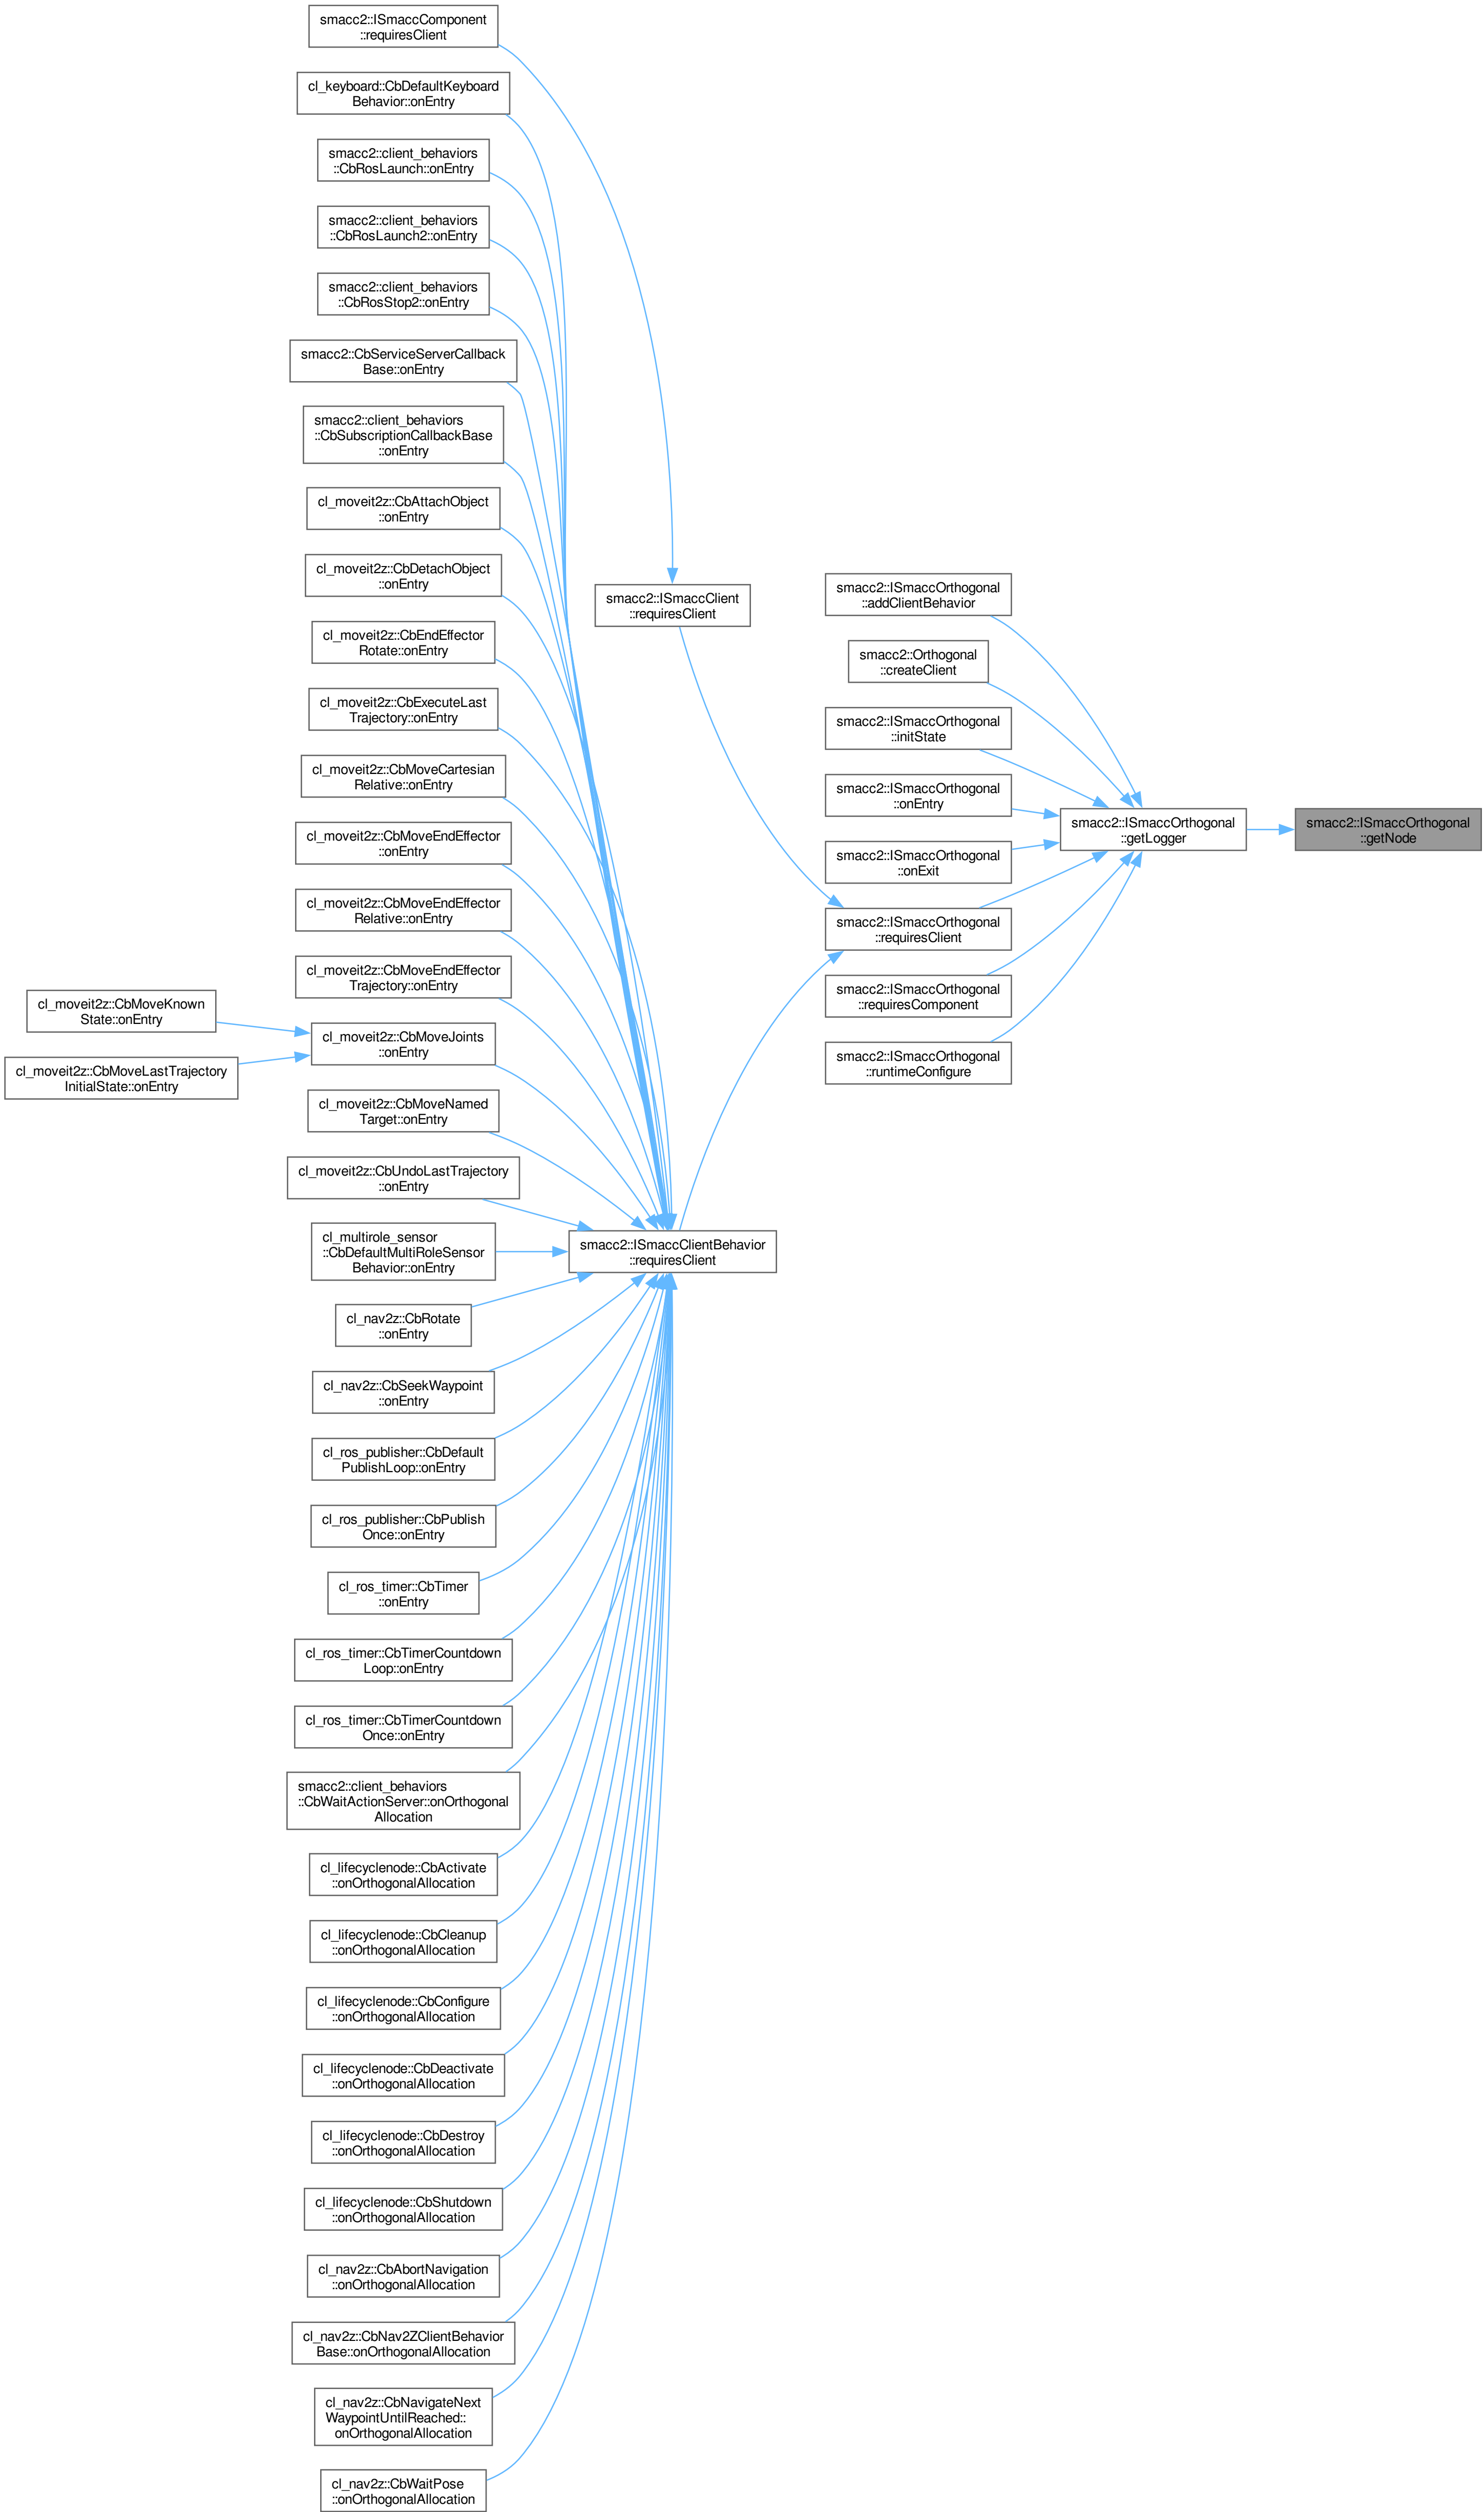 smacc2::ISmaccComponent
::requiresClient
cl_keyboard::CbDefaultKeyboard
Behavior::onEntry
smacc2::client_behaviors
::CbRosLaunch::onEntry
smacc2::client_behaviors
::CbRosLaunch2::onEntry
smacc2::client_behaviors
::CbRosStop2::onEntry
smacc2::CbServiceServerCallback
Base::onEntry
smacc2::client_behaviors
::CbSubscriptionCallbackBase
::onEntry
cl_moveit2z::CbAttachObject
::onEntry
cl_moveit2z::CbDetachObject
::onEntry
cl_moveit2z::CbEndEffector
Rotate::onEntry
cl_moveit2z::CbExecuteLast
Trajectory::onEntry
cl_moveit2z::CbMoveCartesian
Relative::onEntry
cl_moveit2z::CbMoveEndEffector
::onEntry
cl_moveit2z::CbMoveEndEffector
Relative::onEntry
cl_moveit2z::CbMoveEndEffector
Trajectory::onEntry
cl_moveit2z::CbMoveKnown
State::onEntry
cl_moveit2z::CbMoveLastTrajectory
InitialState::onEntry
cl_moveit2z::CbMoveJoints
::onEntry
cl_moveit2z::CbMoveNamed
Target::onEntry
cl_moveit2z::CbUndoLastTrajectory
::onEntry
cl_multirole_sensor
::CbDefaultMultiRoleSensor
Behavior::onEntry
cl_nav2z::CbRotate
::onEntry
cl_nav2z::CbSeekWaypoint
::onEntry
cl_ros_publisher::CbDefault
PublishLoop::onEntry
cl_ros_publisher::CbPublish
Once::onEntry
cl_ros_timer::CbTimer
::onEntry
cl_ros_timer::CbTimerCountdown
Loop::onEntry
cl_ros_timer::CbTimerCountdown
Once::onEntry
smacc2::client_behaviors
::CbWaitActionServer::onOrthogonal
Allocation
cl_lifecyclenode::CbActivate
::onOrthogonalAllocation
cl_lifecyclenode::CbCleanup
::onOrthogonalAllocation
cl_lifecyclenode::CbConfigure
::onOrthogonalAllocation
cl_lifecyclenode::CbDeactivate
::onOrthogonalAllocation
cl_lifecyclenode::CbDestroy
::onOrthogonalAllocation
cl_lifecyclenode::CbShutdown
::onOrthogonalAllocation
cl_nav2z::CbAbortNavigation
::onOrthogonalAllocation
cl_nav2z::CbNav2ZClientBehavior
Base::onOrthogonalAllocation
cl_nav2z::CbNavigateNext
WaypointUntilReached::
onOrthogonalAllocation
cl_nav2z::CbWaitPose
::onOrthogonalAllocation
smacc2::ISmaccClient
::requiresClient
smacc2::ISmaccClientBehavior
::requiresClient
smacc2::ISmaccOrthogonal
::addClientBehavior
smacc2::Orthogonal
::createClient
smacc2::ISmaccOrthogonal
::initState
smacc2::ISmaccOrthogonal
::onEntry
smacc2::ISmaccOrthogonal
::onExit
smacc2::ISmaccOrthogonal
::requiresClient
smacc2::ISmaccOrthogonal
::requiresComponent
smacc2::ISmaccOrthogonal
::runtimeConfigure
smacc2::ISmaccOrthogonal
::getLogger
smacc2::ISmaccOrthogonal
::getNode